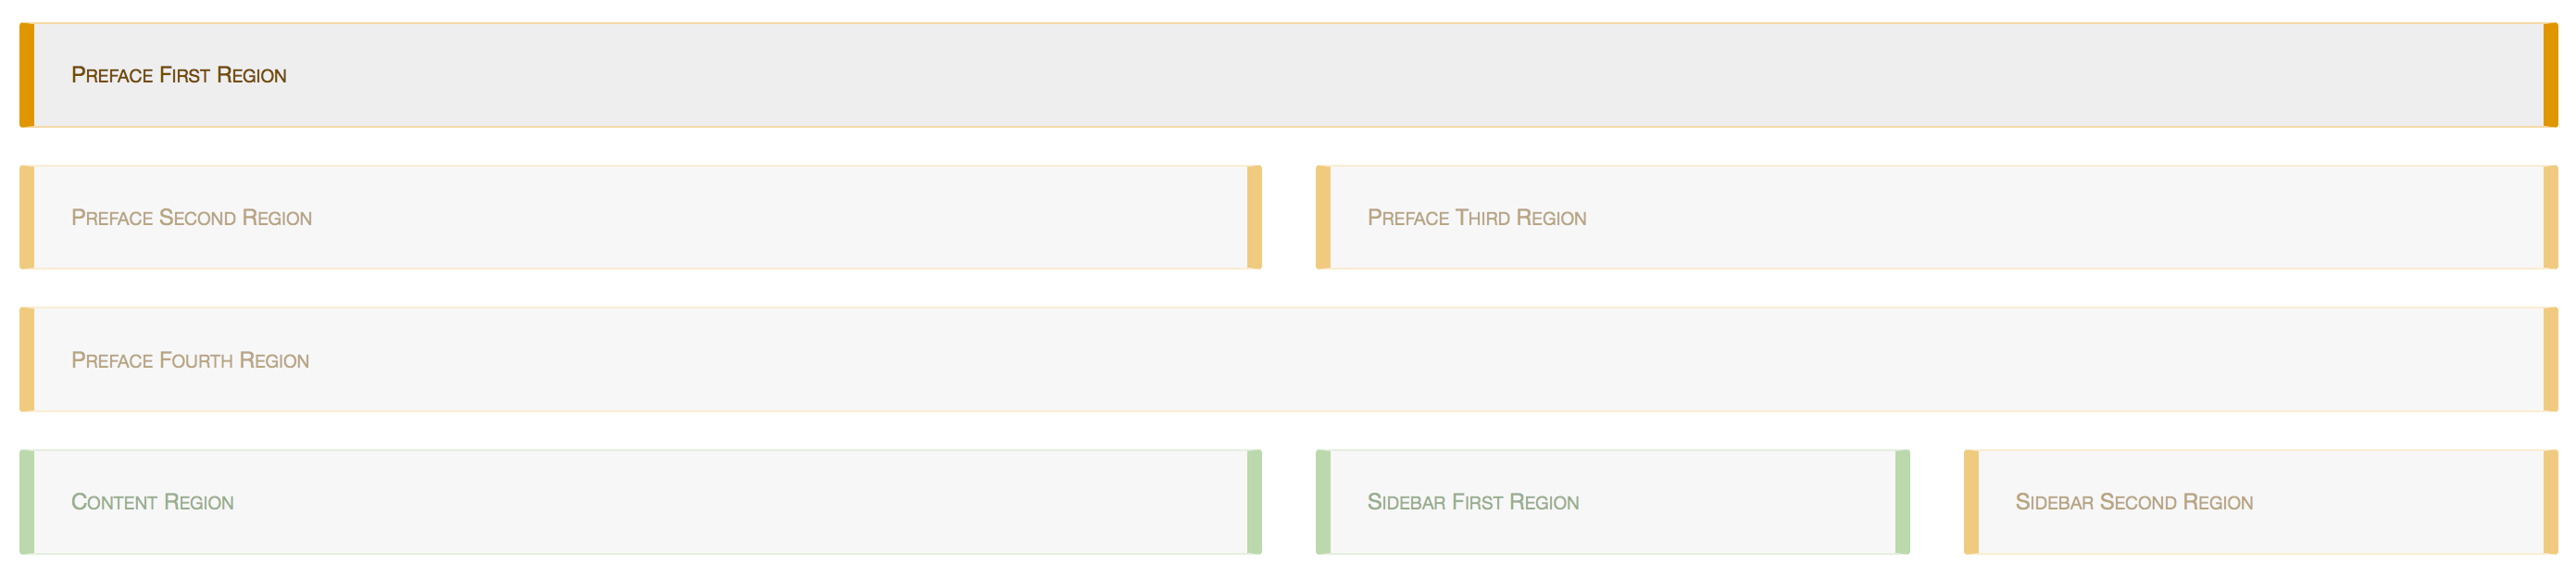 Preface First Region
Preface Second Region
Preface Third Region
Preface Fourth Region
Content Region
Sidebar First Region
Sidebar Second Region